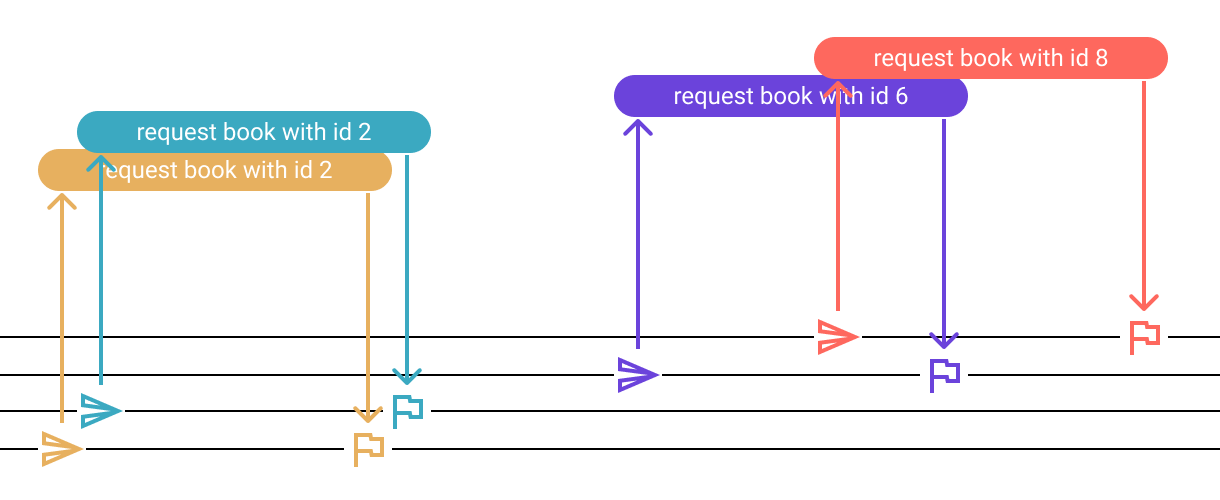 request book with id 8
request book with id 6
request book with id 2
request book with id 2